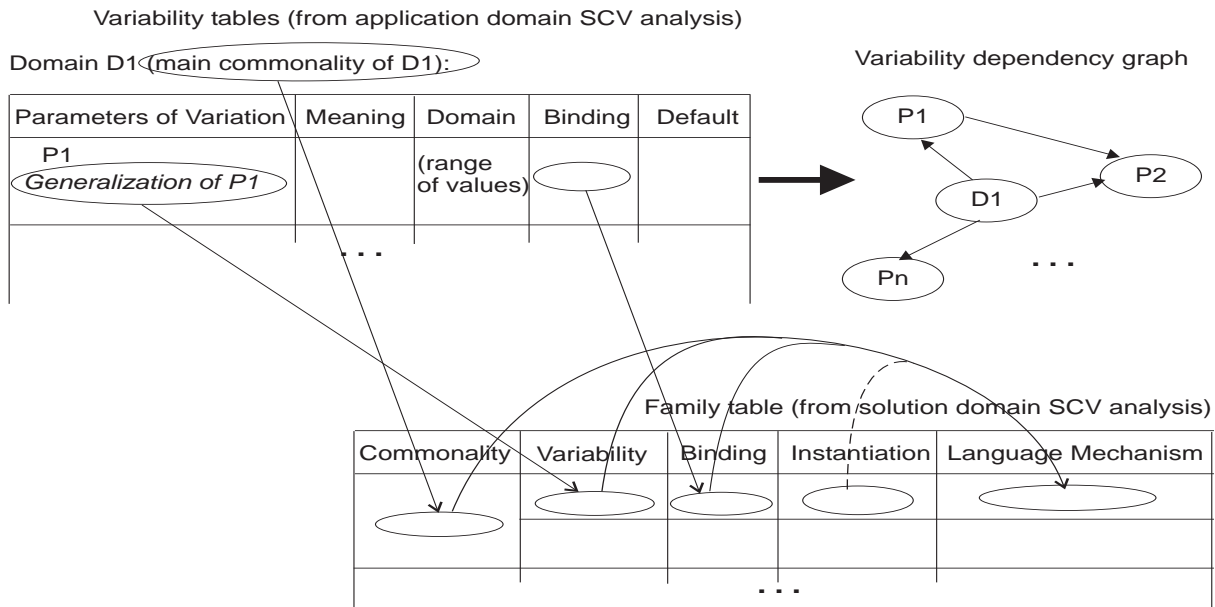 Variability tables (from application domain SCV analysis)
Domain D1 (main commonality of D1):
Variability dependency graph
Parameters of Variation Meaning Domain Binding Default
P1
Generalization of P1
(range
of values)
. . .
P1
P2
D1
Pn
. . .
Family table (from solution domain SCV analysis)
Commonality Variability Binding Instantiation Language Mechanism
. . .